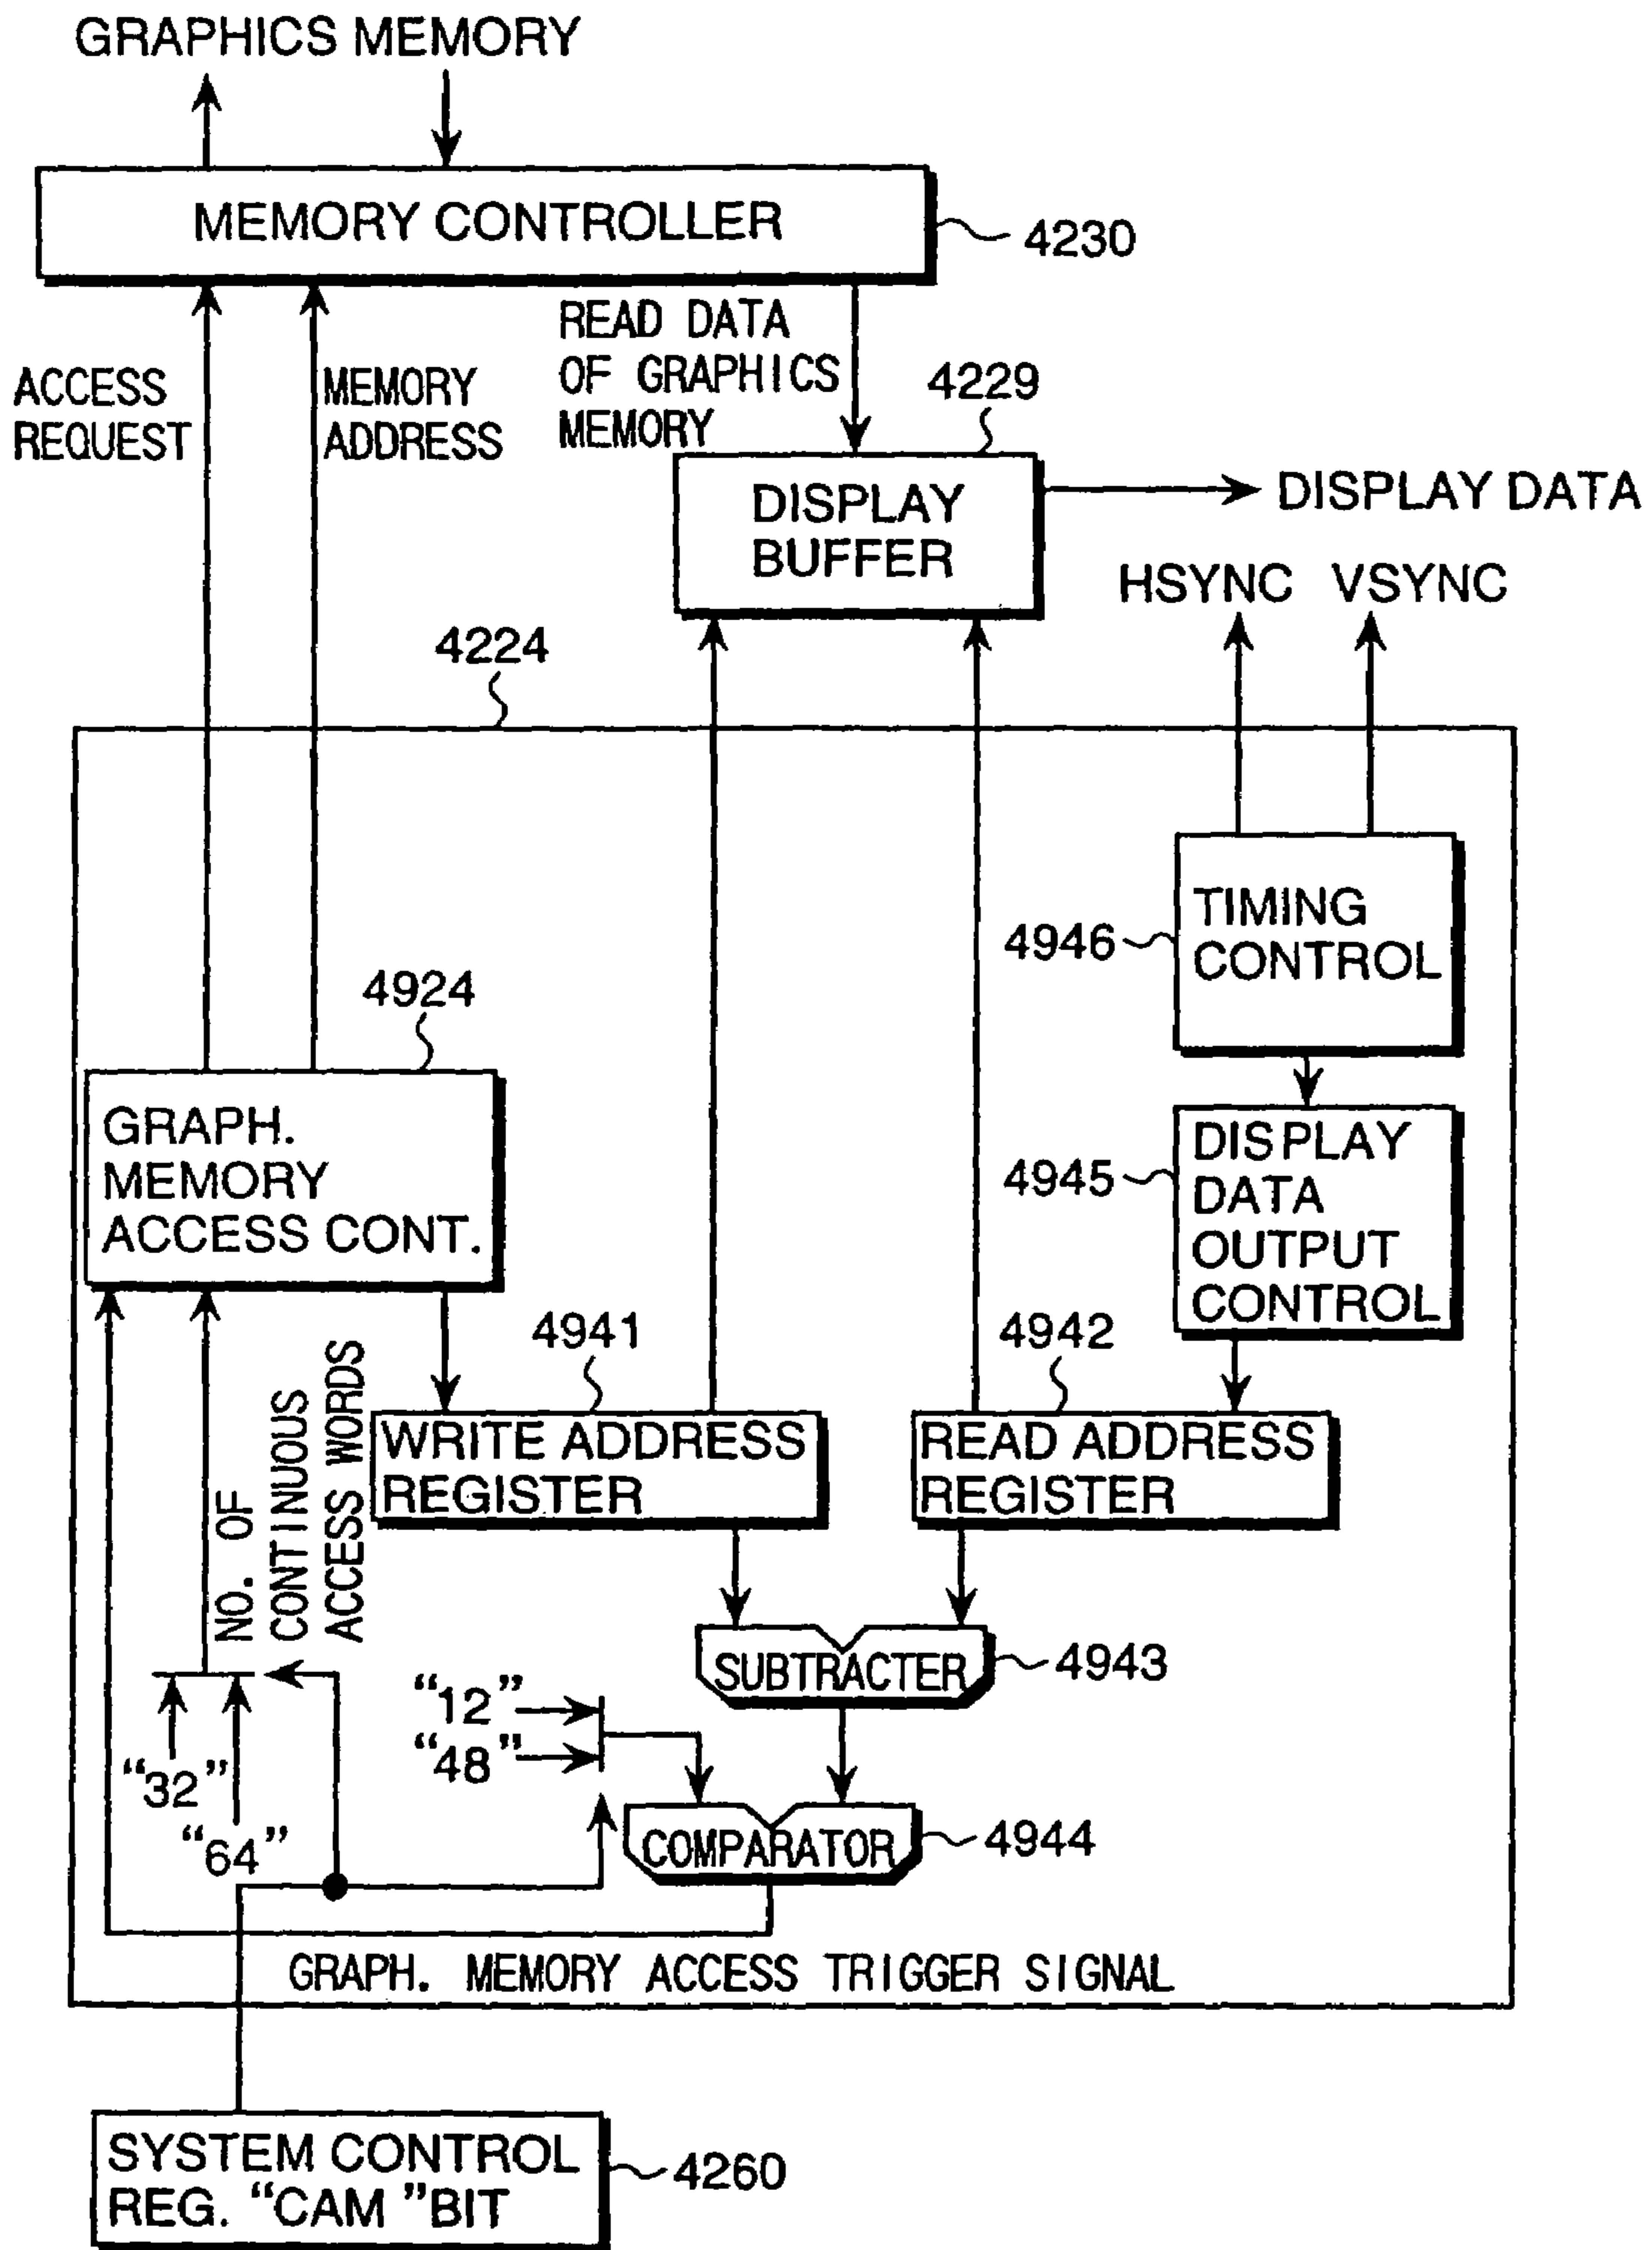 GRAPHICS MEMORY
MEMORY CONTROLLER
4230
ACCESS
REQUEST
MEMORY
ADDRESS
READ DATA
OF GRAPHICS
MEMORY
4229
DISPLAY
BUFFER
DISPLAY DATA
HSYNC
VSYNC
4224
TIMING
CONTROL
4946
4924
GRAPH.
MEMORY
ACCESS CONT.
DISPLAY
DATA
OUTPUT
CONTROL
4945
NO. OF
CONTINUOUS
ACCESS WORDS
4941
WRITE ADDRESS
REGISTER
4942
READ ADDRESS
REGISTER
SUBTRACTER
4943
“12”
“48”
“32”
“64”
COMPARATOR
4944
GRAPH. MEMORY ACCESS TRIGGER SIGNAL
SYSTEM CONTROL
REG. “CAM ”BIT
4260